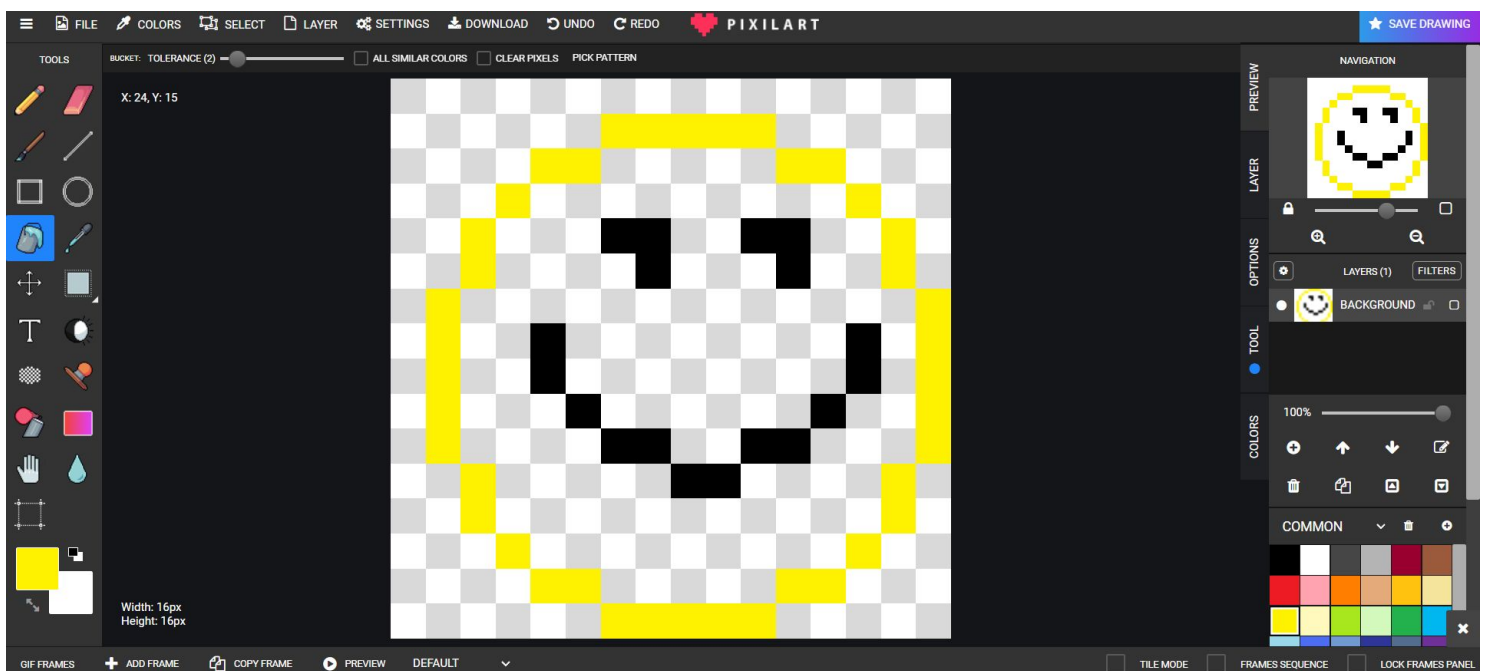 FILE COLORS SELECT LAYER SETTINGS DOWNLOAD UNDO REDO PIXILART SAVE DRAWING
TOOLS
BUCKET: TOLERANCE (2) ALL SIMILAR COLORS CLEAR PIXELS PICK PATTERN
X: 24, Y: 15
Width: 16px
Height: 16px
PREVIEW
LAYER
OPTIONS
TOOL
COLORS
NAVIGATION
LAYERS (1) FILTERS
BACKGROUND
100%
COMMON
GIF FRAMES ADD FRAME COPY FRAME PREVIEW DEFAULT TILE MODE FRAMES SEQUENCE LOCK FRAMES PANEL